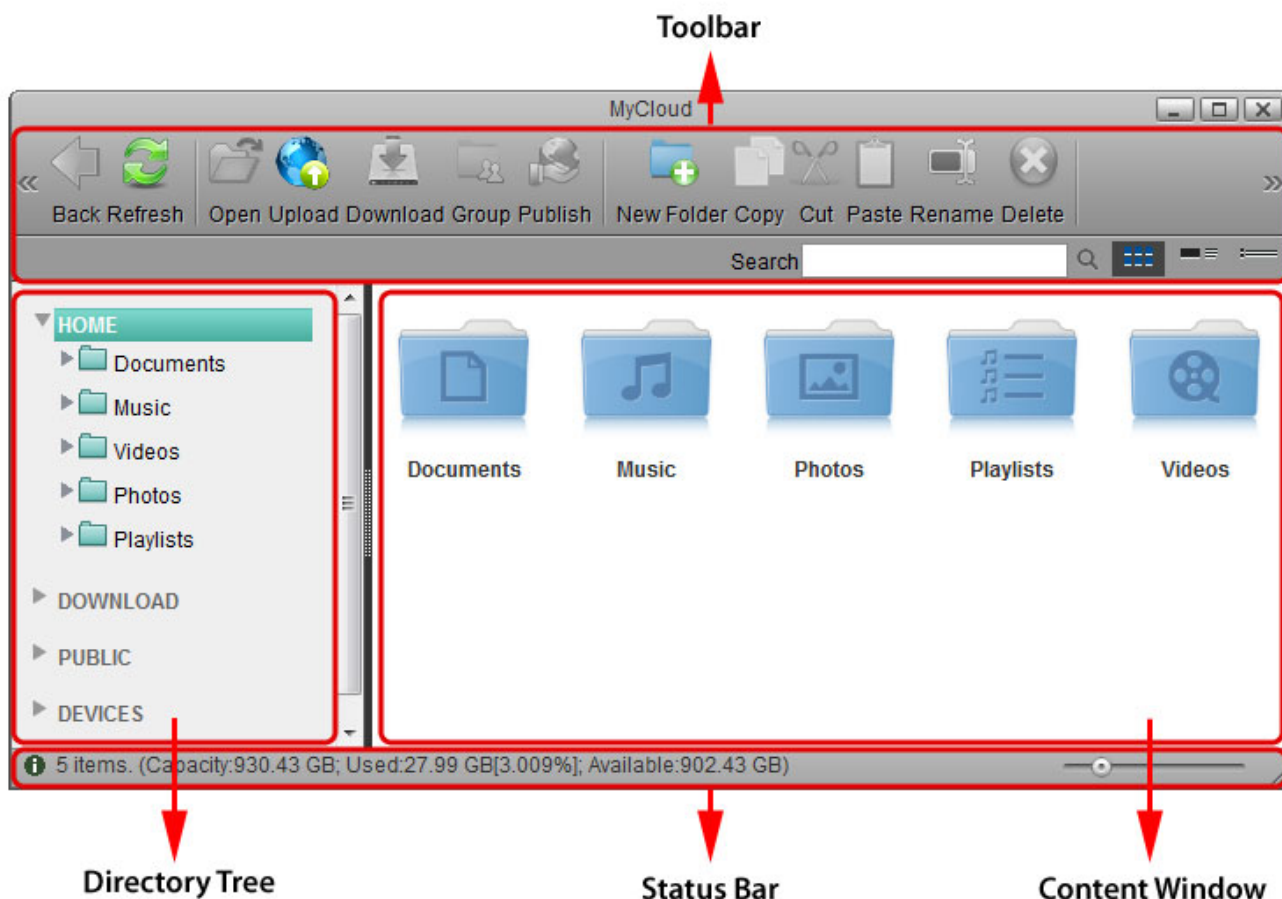 Toolbar
MyCloud
Back Refresh Open Upload Download Group Publish New Folder Copy Cut Paste Rename Delete
Search
HOME
Documents
Music
Videos
Photos
Playlists
DOWNLOAD
PUBLIC
DEVICES
Documents Music Photos Playlists Videos
5 items. (Capacity:930.43 GB; Used:27.99 GB[3.009%]; Available:902.43 GB)
Directory Tree Status Bar Content Window